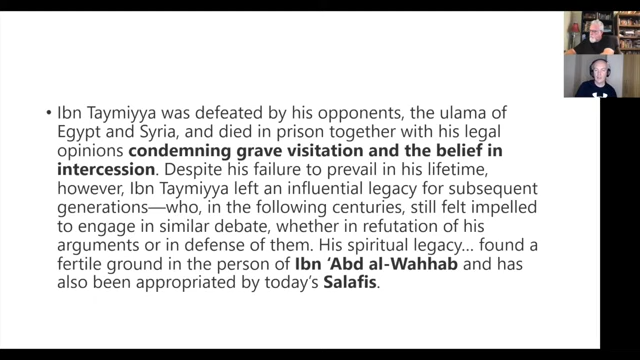 • Ibn Taymiyya was defeated by his opponents, the ulama of
Egypt and Syria, and died in prison together with his legal
opinions condemning grave visitation and the belief in
intercession. Despite his failure to prevail in his lifetime,
however, Ibn Taymiyya left an influential legacy for subsequent
generations—who, in the following centuries, still felt impelled
to engage in similar debate, whether in refutation of his
arguments or in defense of them. His spiritual legacy... found a
fertile ground in the person of Ibn ‘Abd al-Wahhab and has
also been appropriated by today’s Salafis.